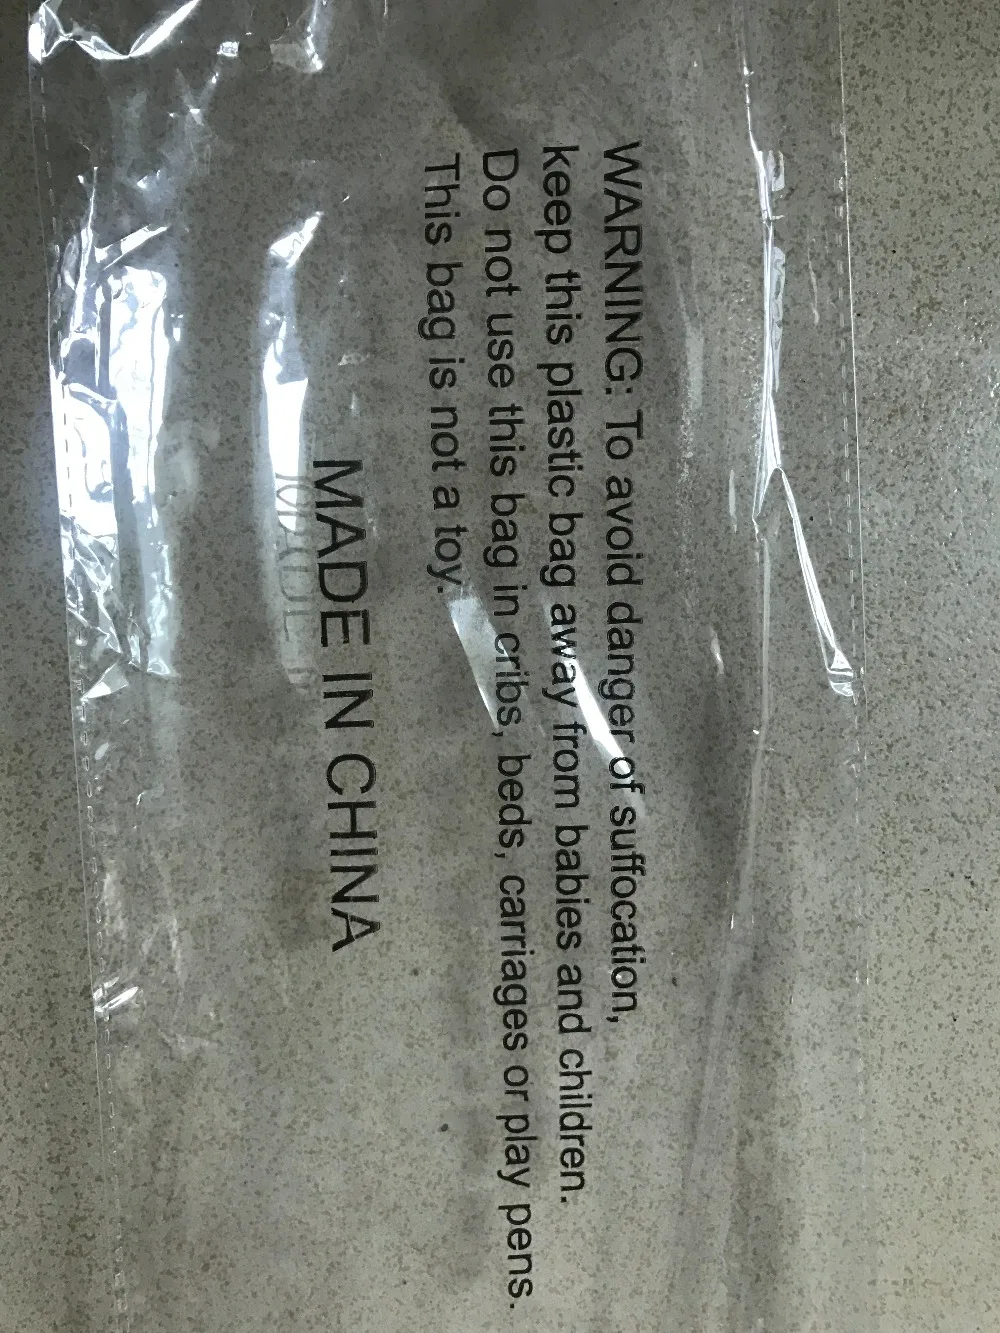 WARNING: To avoid danger of suffocation,
keep this plastic bag away from babies and children.
Do not use this bag in cribs, beds, carriages or play pens.
This bag is not a toy.
MADE IN CHINA